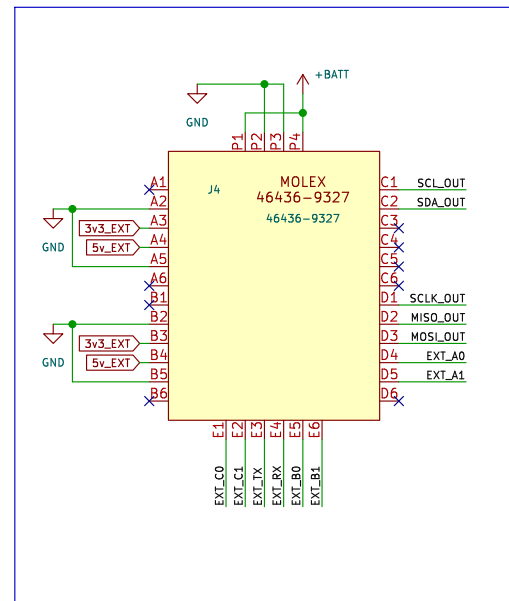 +BATT
GND
P1 P2 P3 P4
J4
MOLEX
46436-9327
46436-9327
A1
A2
A3
A4
A5
A6
B1
B2
B3
B4
B5
B6
GND
3v3_EXT
5v_EXT
GND
3v3_EXT
5v_EXT
C1 SCL_OUT
C2 SDA_OUT
C3
C4
C5
C6
D1 SCLK_OUT
D2 MISO_OUT
D3 MOSI_OUT
D4 EXT_A0
D5 EXT_A1
D6
E1 E2 E3 E4 E5 E6
EXT_C0
EXT_C1
EXT_TX
EXT_RX
EXT_B0
EXT_B1